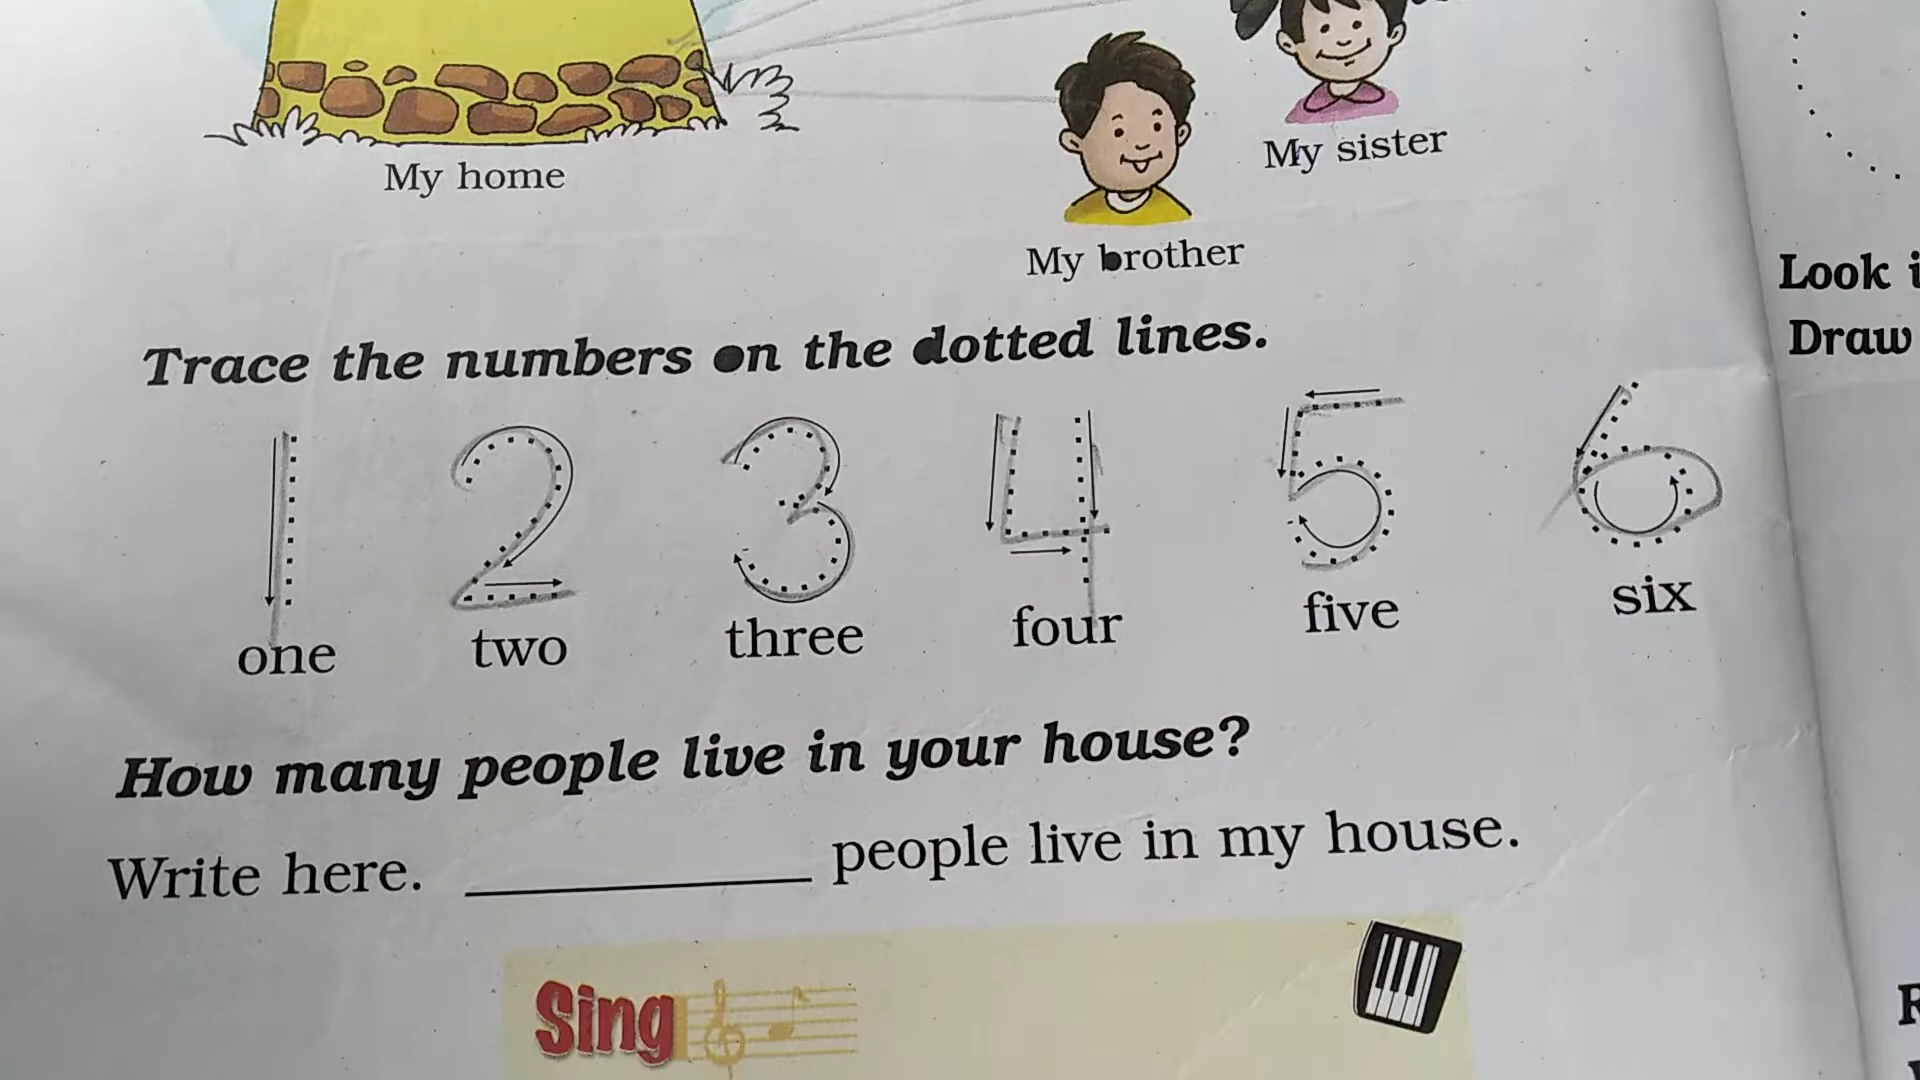 My home
My sister
My brother
Trace the numbers on the dotted lines.
1 2 3 4 5 6
one two three four five six
How many people live in your house?
Write here. __________ people live in my house.
Sing
Look
Draw